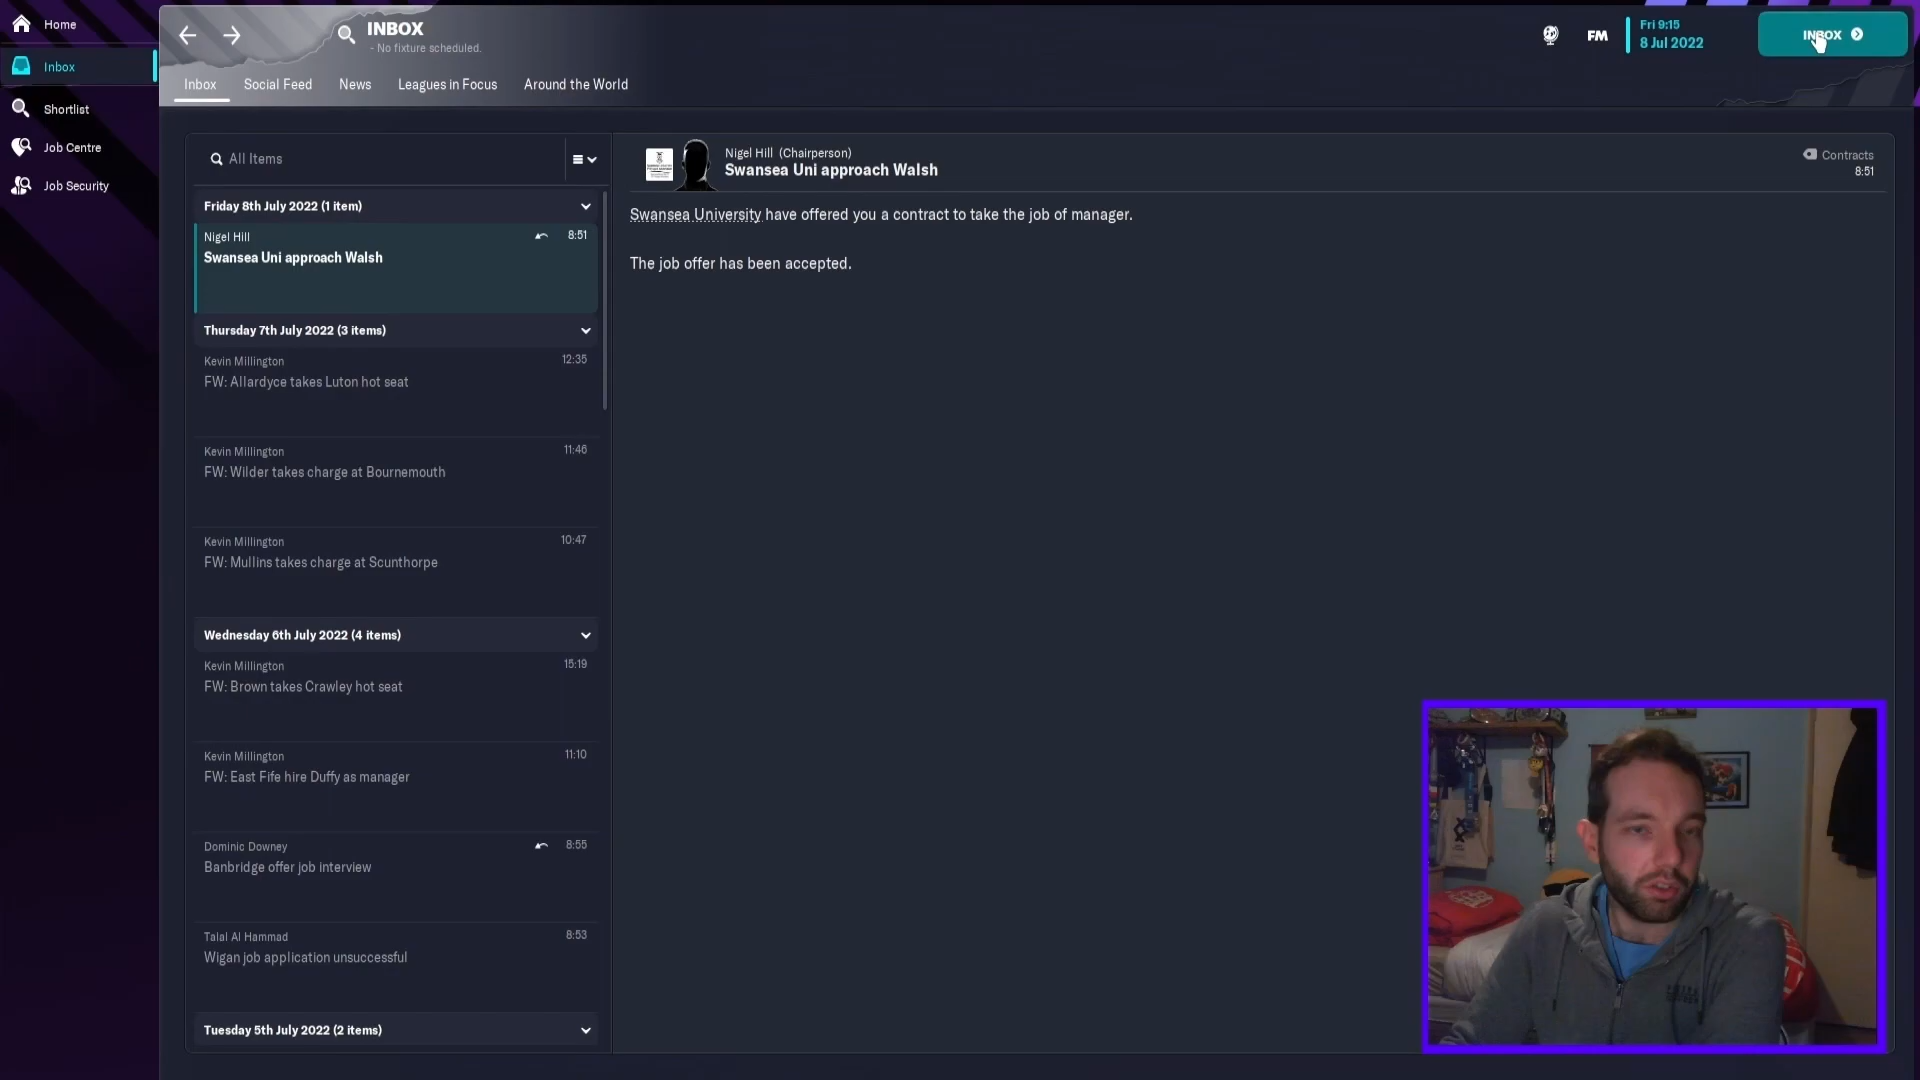 Home
Inbox
Shortlist
Job Centre
Job Security
INBOX
- No fixture scheduled.
FM
Fri 9:15
8 Jul 2022
INBOX
Inbox
Social Feed
News
Leagues in Focus
Around the World
All Items
Friday 8th July 2022 (1 item)
Nigel Hill
8:51
Swansea Uni approach Walsh
Thursday 7th July 2022 (3 items)
Kevin Millington
12:35
FW: Allardyce takes Luton hot seat
Kevin Millington
11:46
FW: Wilder takes charge at Bournemouth
Kevin Millington
10:47
FW: Mullins takes charge at Scunthorpe
Wednesday 6th July 2022 (4 items)
Kevin Millington
15:19
FW: Brown takes Crawley hot seat
Kevin Millington
11:10
FW: East Fife hire Duffy as manager
Dominic Downey
8:55
Banbridge offer job interview
Talal Al Hammad
8:53
Wigan job application unsuccessful
Tuesday 5th July 2022 (2 items)
Nigel Hill (Chairperson)
Swansea Uni approach Walsh
Contracts
8:51
Swansea University have offered you a contract to take the job of manager.
The job offer has been accepted.